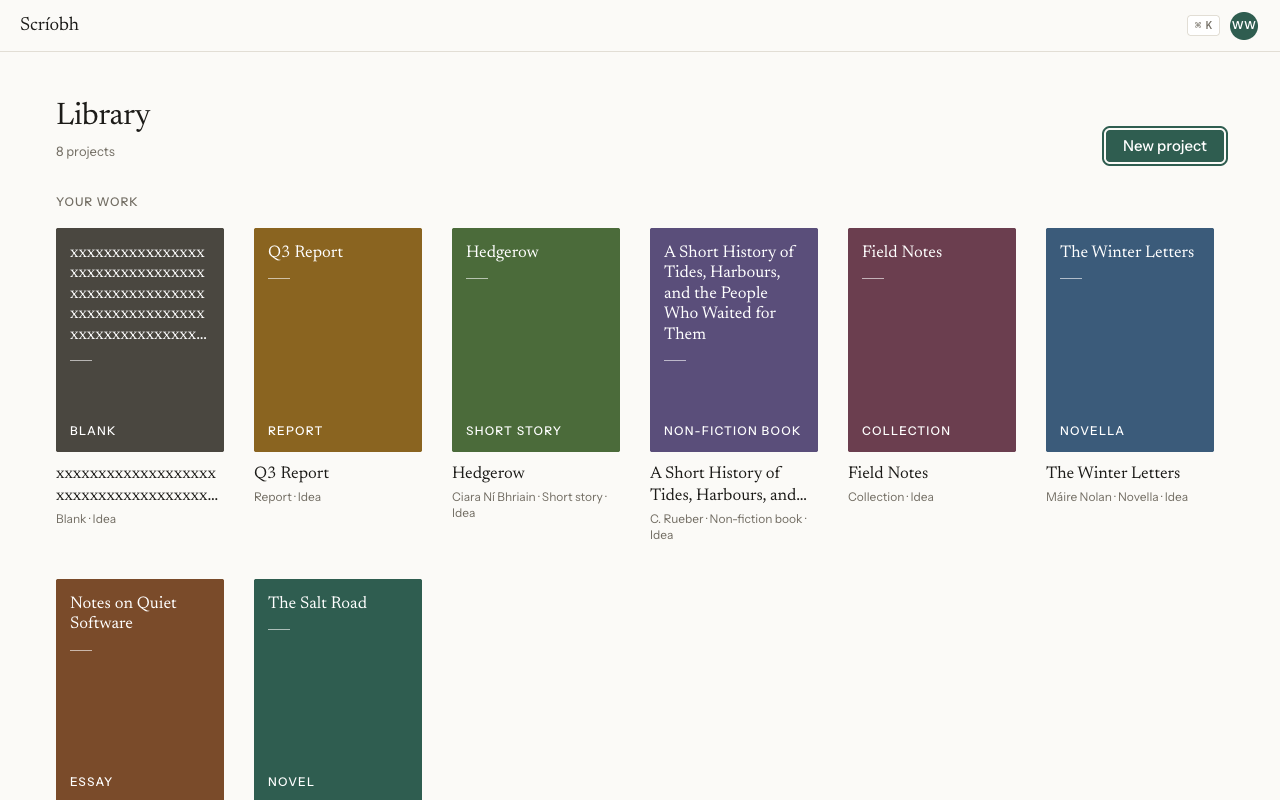 Scríobh
⌘ K
WW
Library
8 projects
New project
YOUR WORK
xxxxxxxxxxxxxxxx
xxxxxxxxxxxxxxxx
xxxxxxxxxxxxxxxx
xxxxxxxxxxxxxxxx
xxxxxxxxxxxxxxx…
BLANK
xxxxxxxxxxxxxxxxxxx
xxxxxxxxxxxxxxxxxx…
Blank · Idea
Q3 Report
REPORT
Q3 Report
Report · Idea
Hedgerow
SHORT STORY
Hedgerow
Ciara Ní Bhriain · Short story ·
Idea
A Short History of
Tides, Harbours,
and the People
Who Waited for
Them
NON-FICTION BOOK
A Short History of
Tides, Harbours, and…
C. Rueber · Non-fiction book ·
Idea
Field Notes
COLLECTION
Field Notes
Collection · Idea
The Winter Letters
NOVELLA
The Winter Letters
Máire Nolan · Novella · Idea
Notes on Quiet
Software
ESSAY
The Salt Road
NOVEL